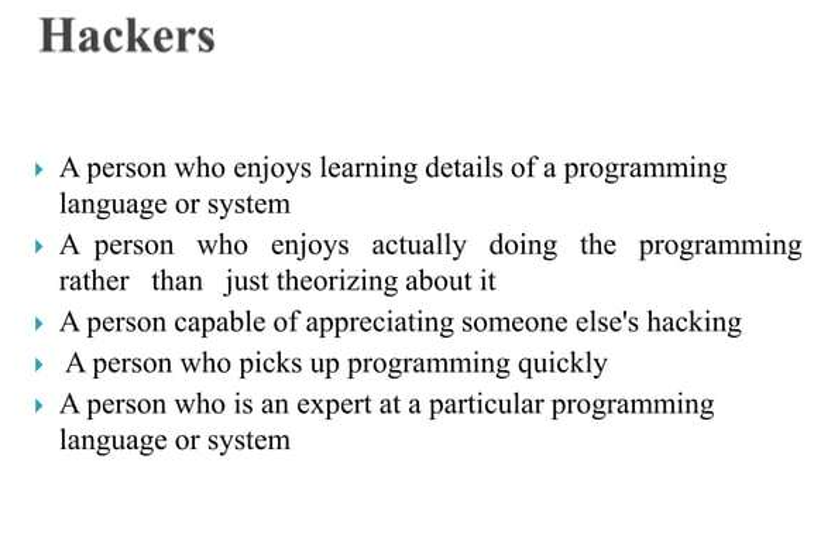 Hackers
A person who enjoys learning details of a programming
language or system
A person who enjoys actually doing the programming
rather than just theorizing about it
A person capable of appreciating someone else's hacking
A person who picks up programming quickly
A person who is an expert at a particular programming
language or system